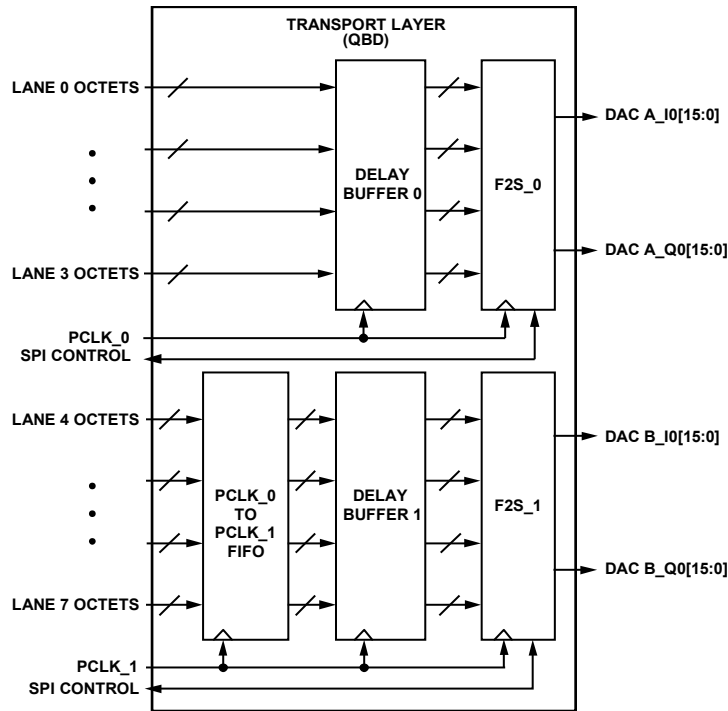 TRANSPORT LAYER
(QBD)
LANE 0 OCTETS
LANE 3 OCTETS
DELAY
BUFFER 0
F2S_0
DAC A_I0[15:0]
DAC A_Q0[15:0]
PCLK_0
SPI CONTROL
LANE 4 OCTETS
LANE 7 OCTETS
PCLK_0
TO
PCLK_1
FIFO
DELAY
BUFFER 1
F2S_1
DAC B_I0[15:0]
DAC B_Q0[15:0]
PCLK_1
SPI CONTROL